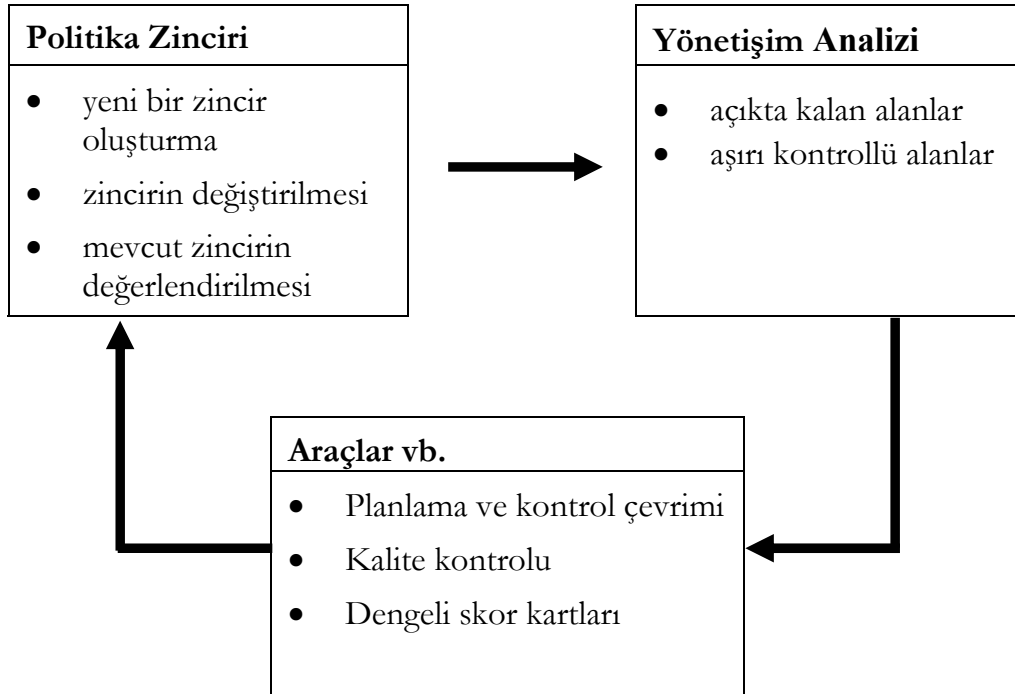 Politika Zinciri
• yeni bir zincir
oluşturma
• zincirin değiştirilmesi
• mevcut zincirin
değerlendirilmesi
Yönetişim Analizi
• açıkta kalan alanlar
• aşırı kontrollü alanlar
Araçlar vb.
• Planlama ve kontrol çevrimi
• Kalite kontrolu
• Dengeli skor kartları